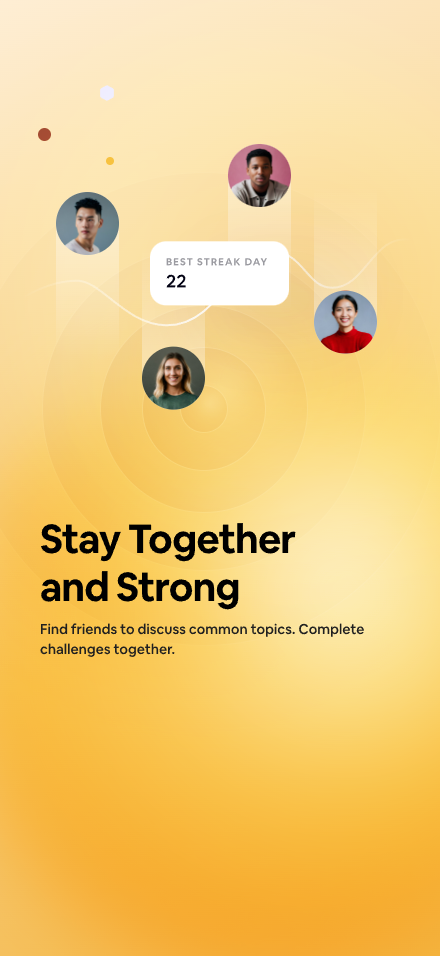 BEST STREAK DAY
22
Stay Together
and Strong
Find friends to discuss common topics. Complete
challenges together.